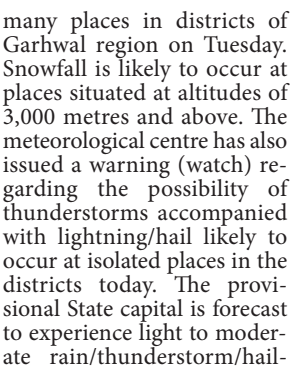 many places in districts of
Garhwal region on Tuesday.
Snowfall is likely to occur at
places situated at altitudes of
3,000 metres and above. The
meteorological centre has also
issued a warning (watch) re-
garding the possibility of
thunderstorms accompanied
with lightning/hail likely to
occur at isolated places in the
districts today. The provi-
sional State capital is forecast
to experience light to moder-
ate rain/thunderstorm/hail-